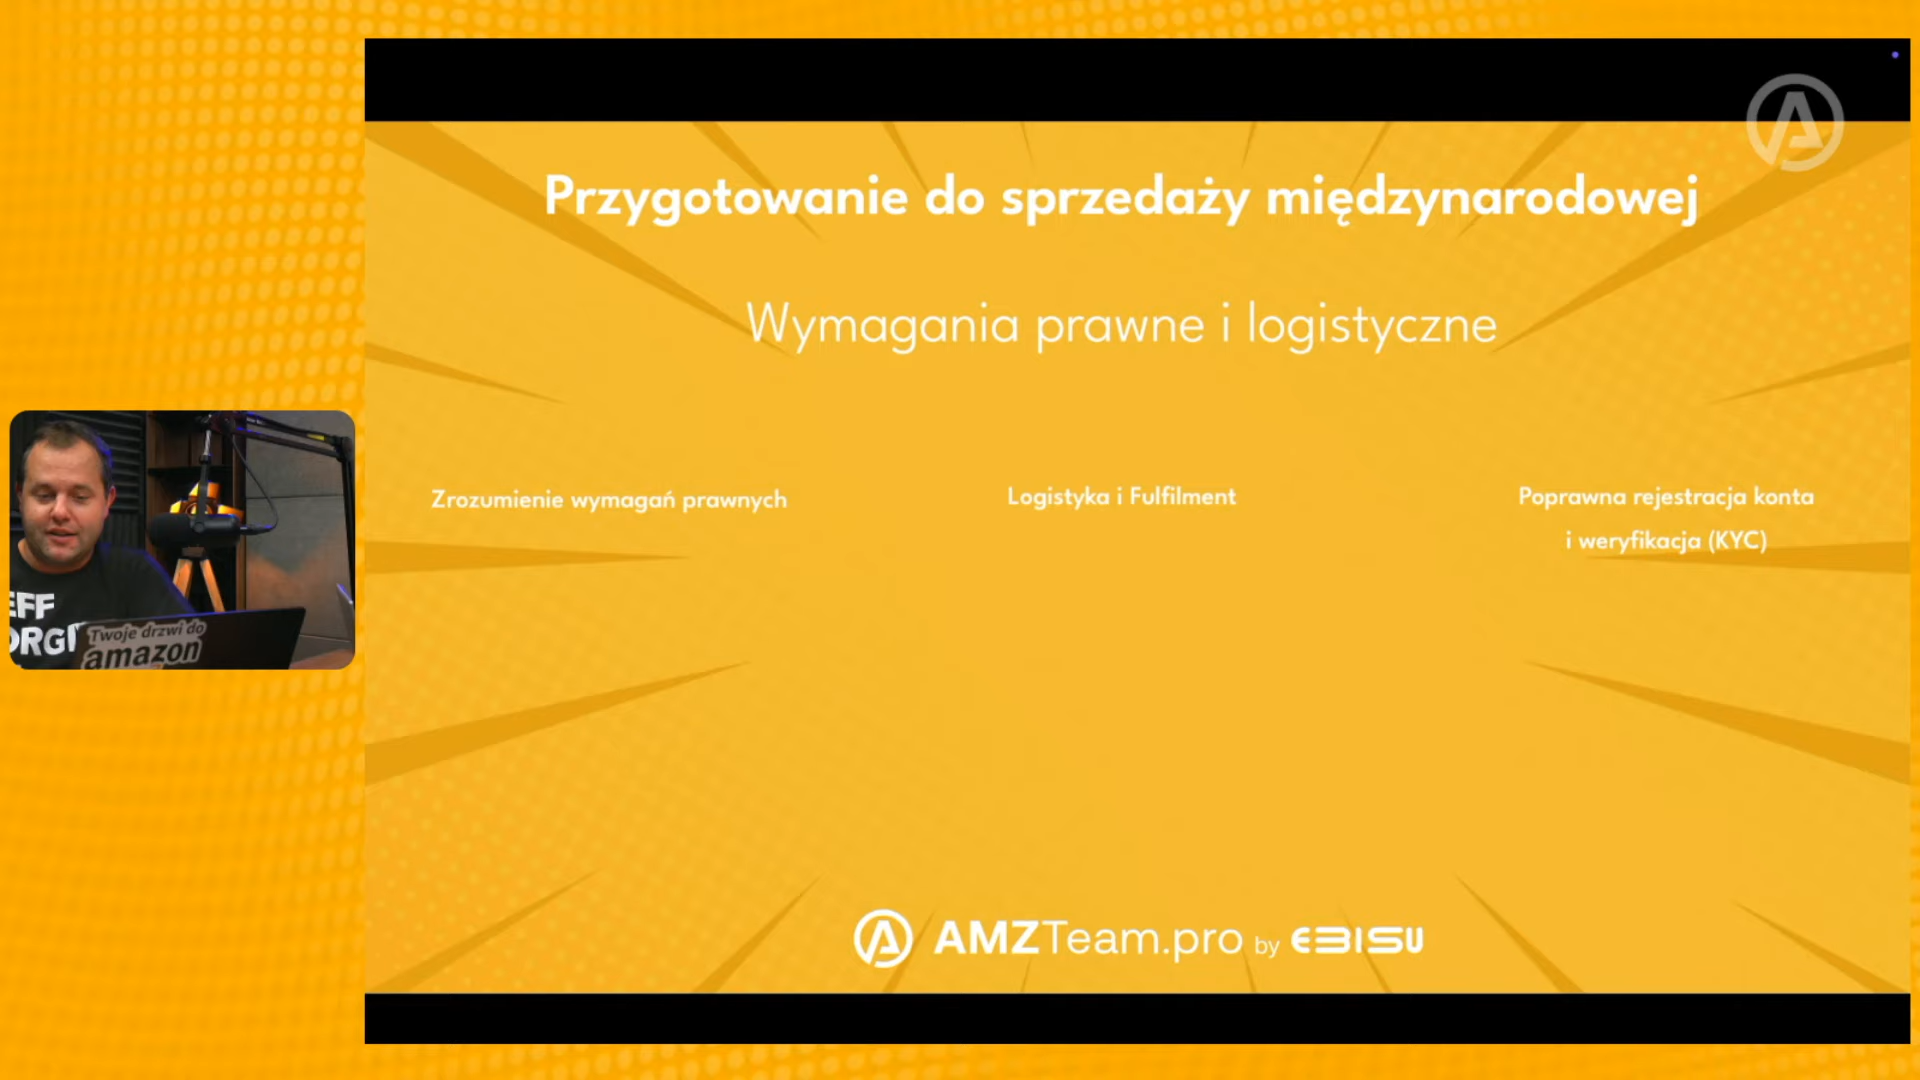 Przygotowanie do sprzedaży międzynarodowej
Wymagania prawne i logistyczne
Zrozumienie wymagań prawnych
Logistyka i Fulfilment
Poprawna rejestracja konta
i weryfikacja (KYC)
EFF
ORGI
Twoje drzwi do
amazon
AMZTeam.pro by EBISU